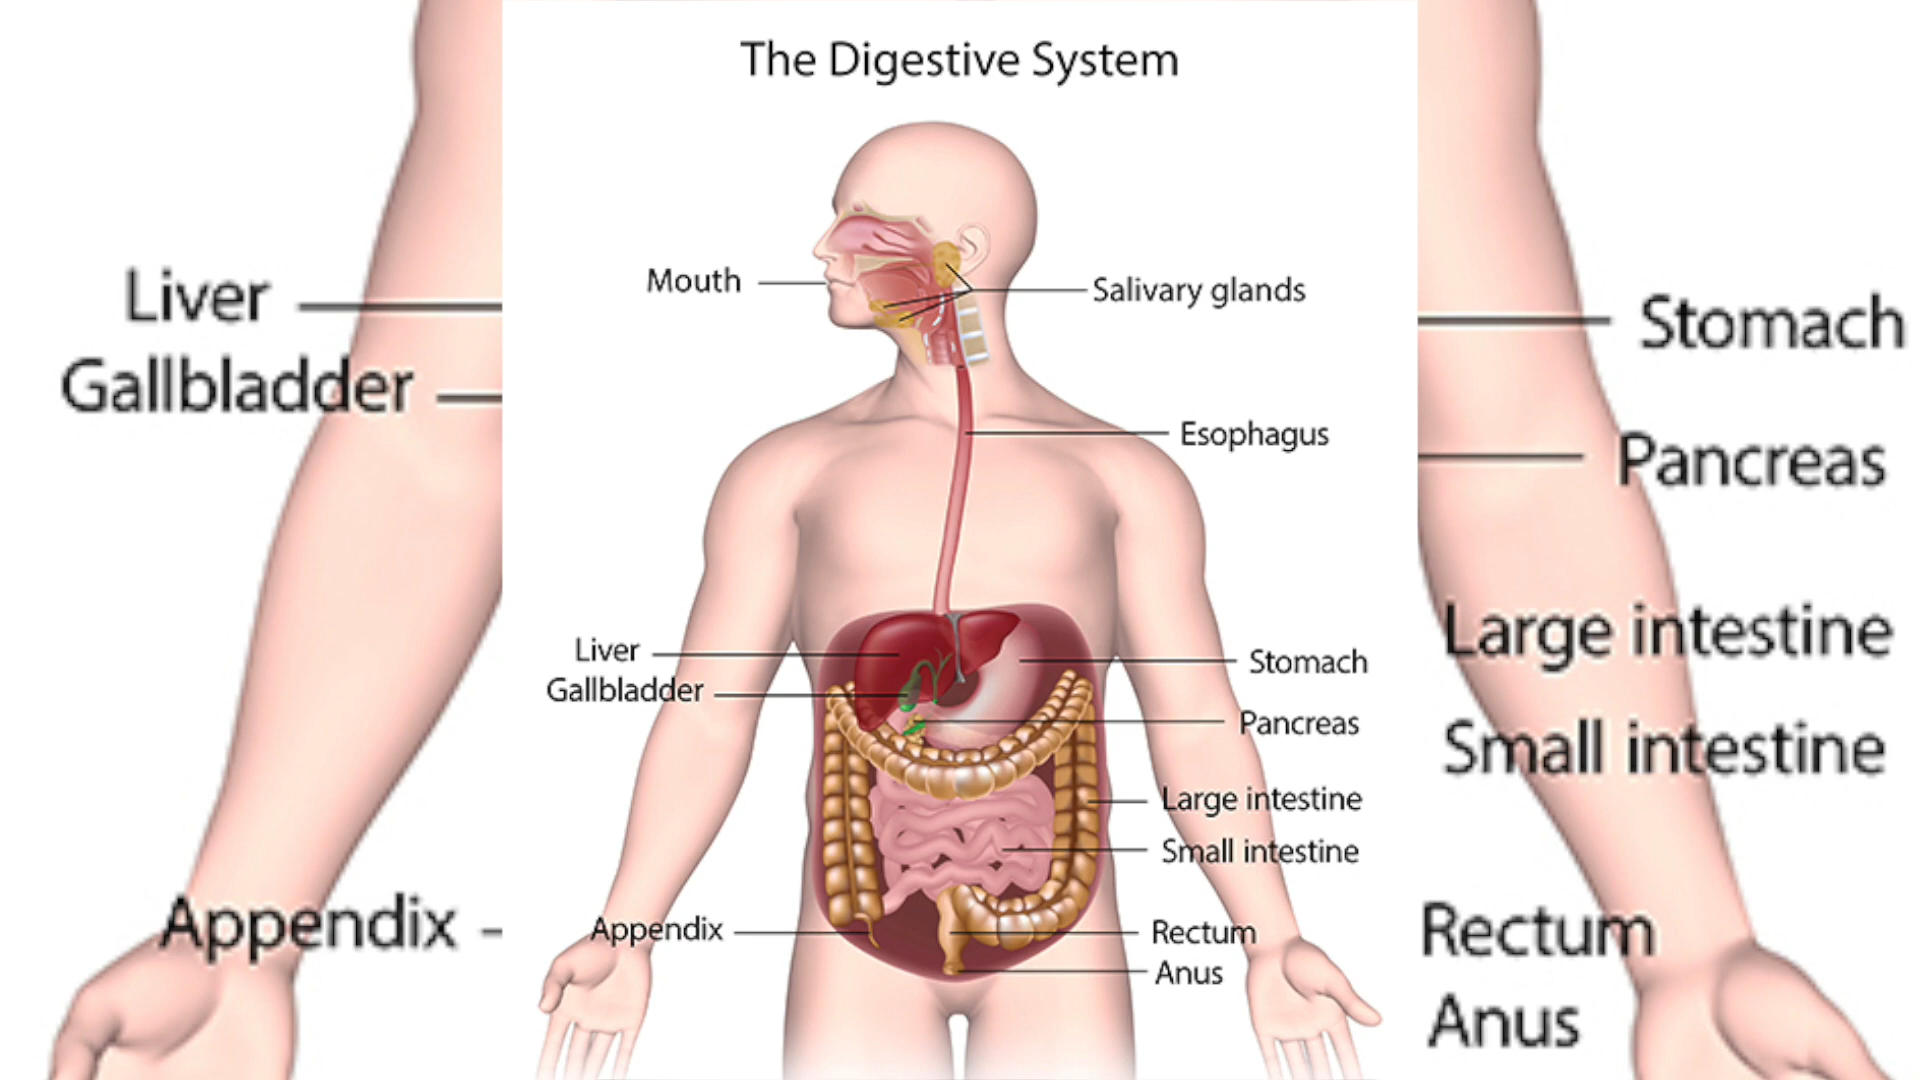 The Digestive System
Mouth
Salivary glands
Esophagus
Liver
Gallbladder
Stomach
Pancreas
Large intestine
Small intestine
Appendix
Rectum
Anus
Liver
Gallbladder
Appendix
Stomach
Pancreas
Large intestine
Small intestine
Rectum
Anus